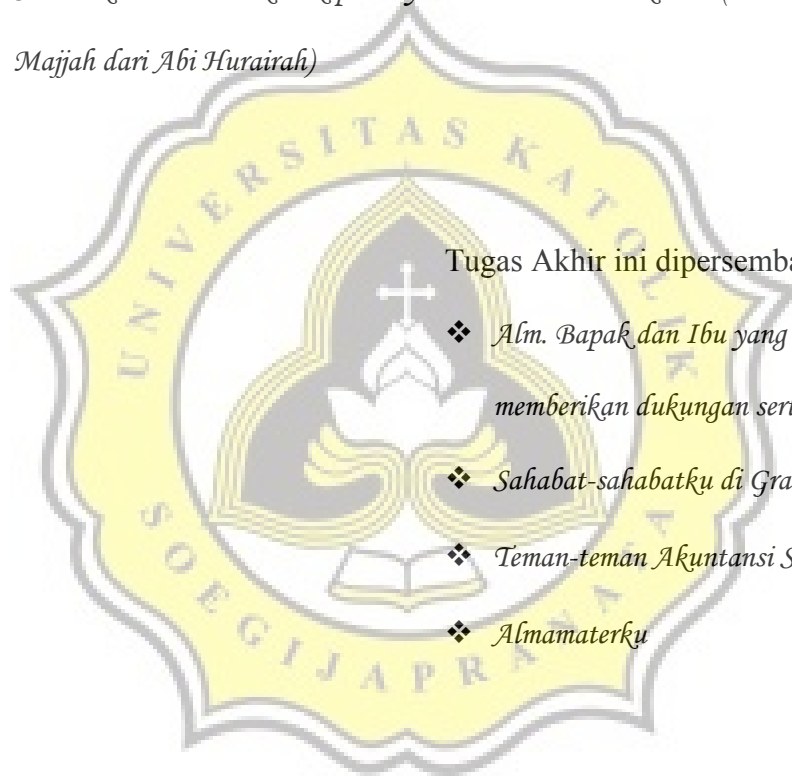 Majjah dari Abi Hurairah)
UNIVERSITAS KATOLIK
Tugas Akhir ini dipersemba
❖ Alm. Bapak dan Ibu yang
memberikan dukungan sert
❖ Sahabat-sahabatku di Gra
❖ Teman-teman Akuntansi S
❖ Almamaterku
SOEGIJAPRANATA